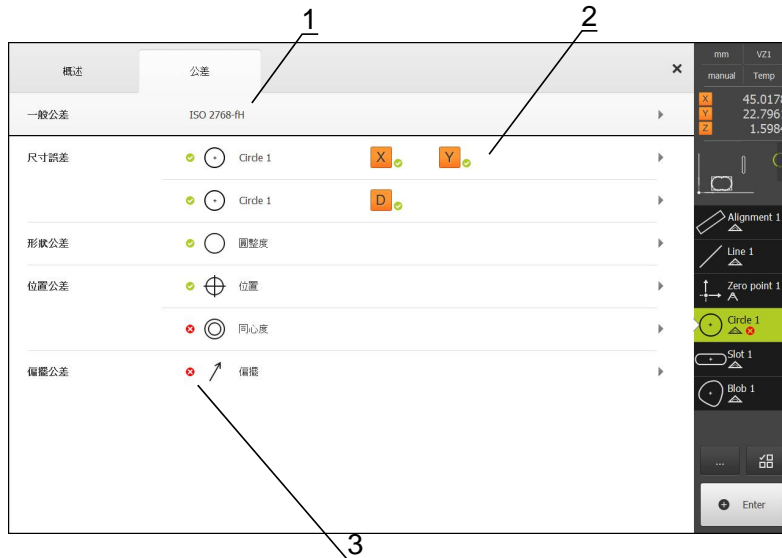 1
2
概述
公差
×
mm
VZ1
manual
Temp
一般公差
ISO 2768-fH
X 45.0178
Y 22.796
Z 1.5984
尺寸誤差
Circle 1
X
Y
Circle 1
D
形狀公差
圓整度
位置公差
位置
同心度
偏擺公差
偏擺
Alignment 1
Line 1
Zero point 1
Circle 1
Slot 1
Blob 1
...
Enter
3